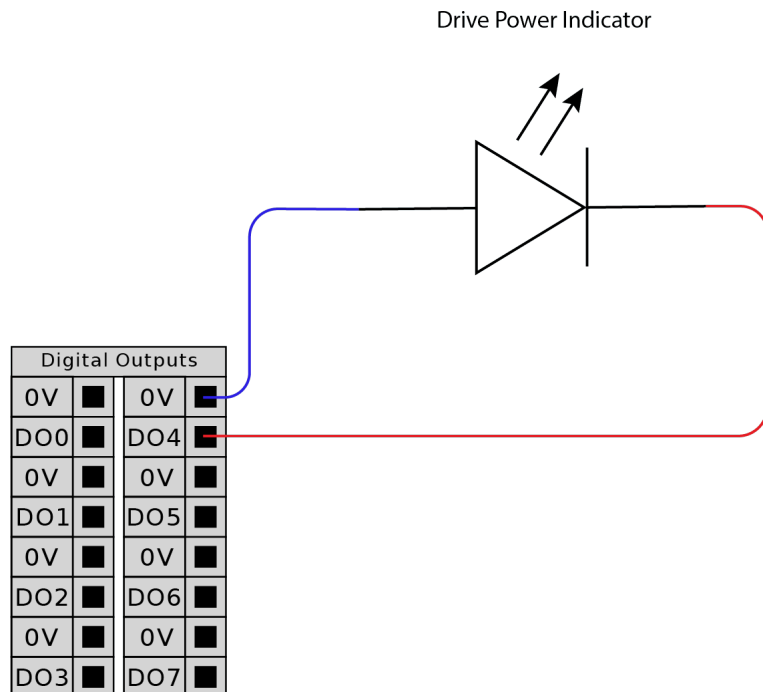 Drive Power Indicator
Digital Outputs
0V 0V
DO0 DO4
0V 0V
DO1 DO5
0V 0V
DO2 DO6
0V 0V
DO3 DO7